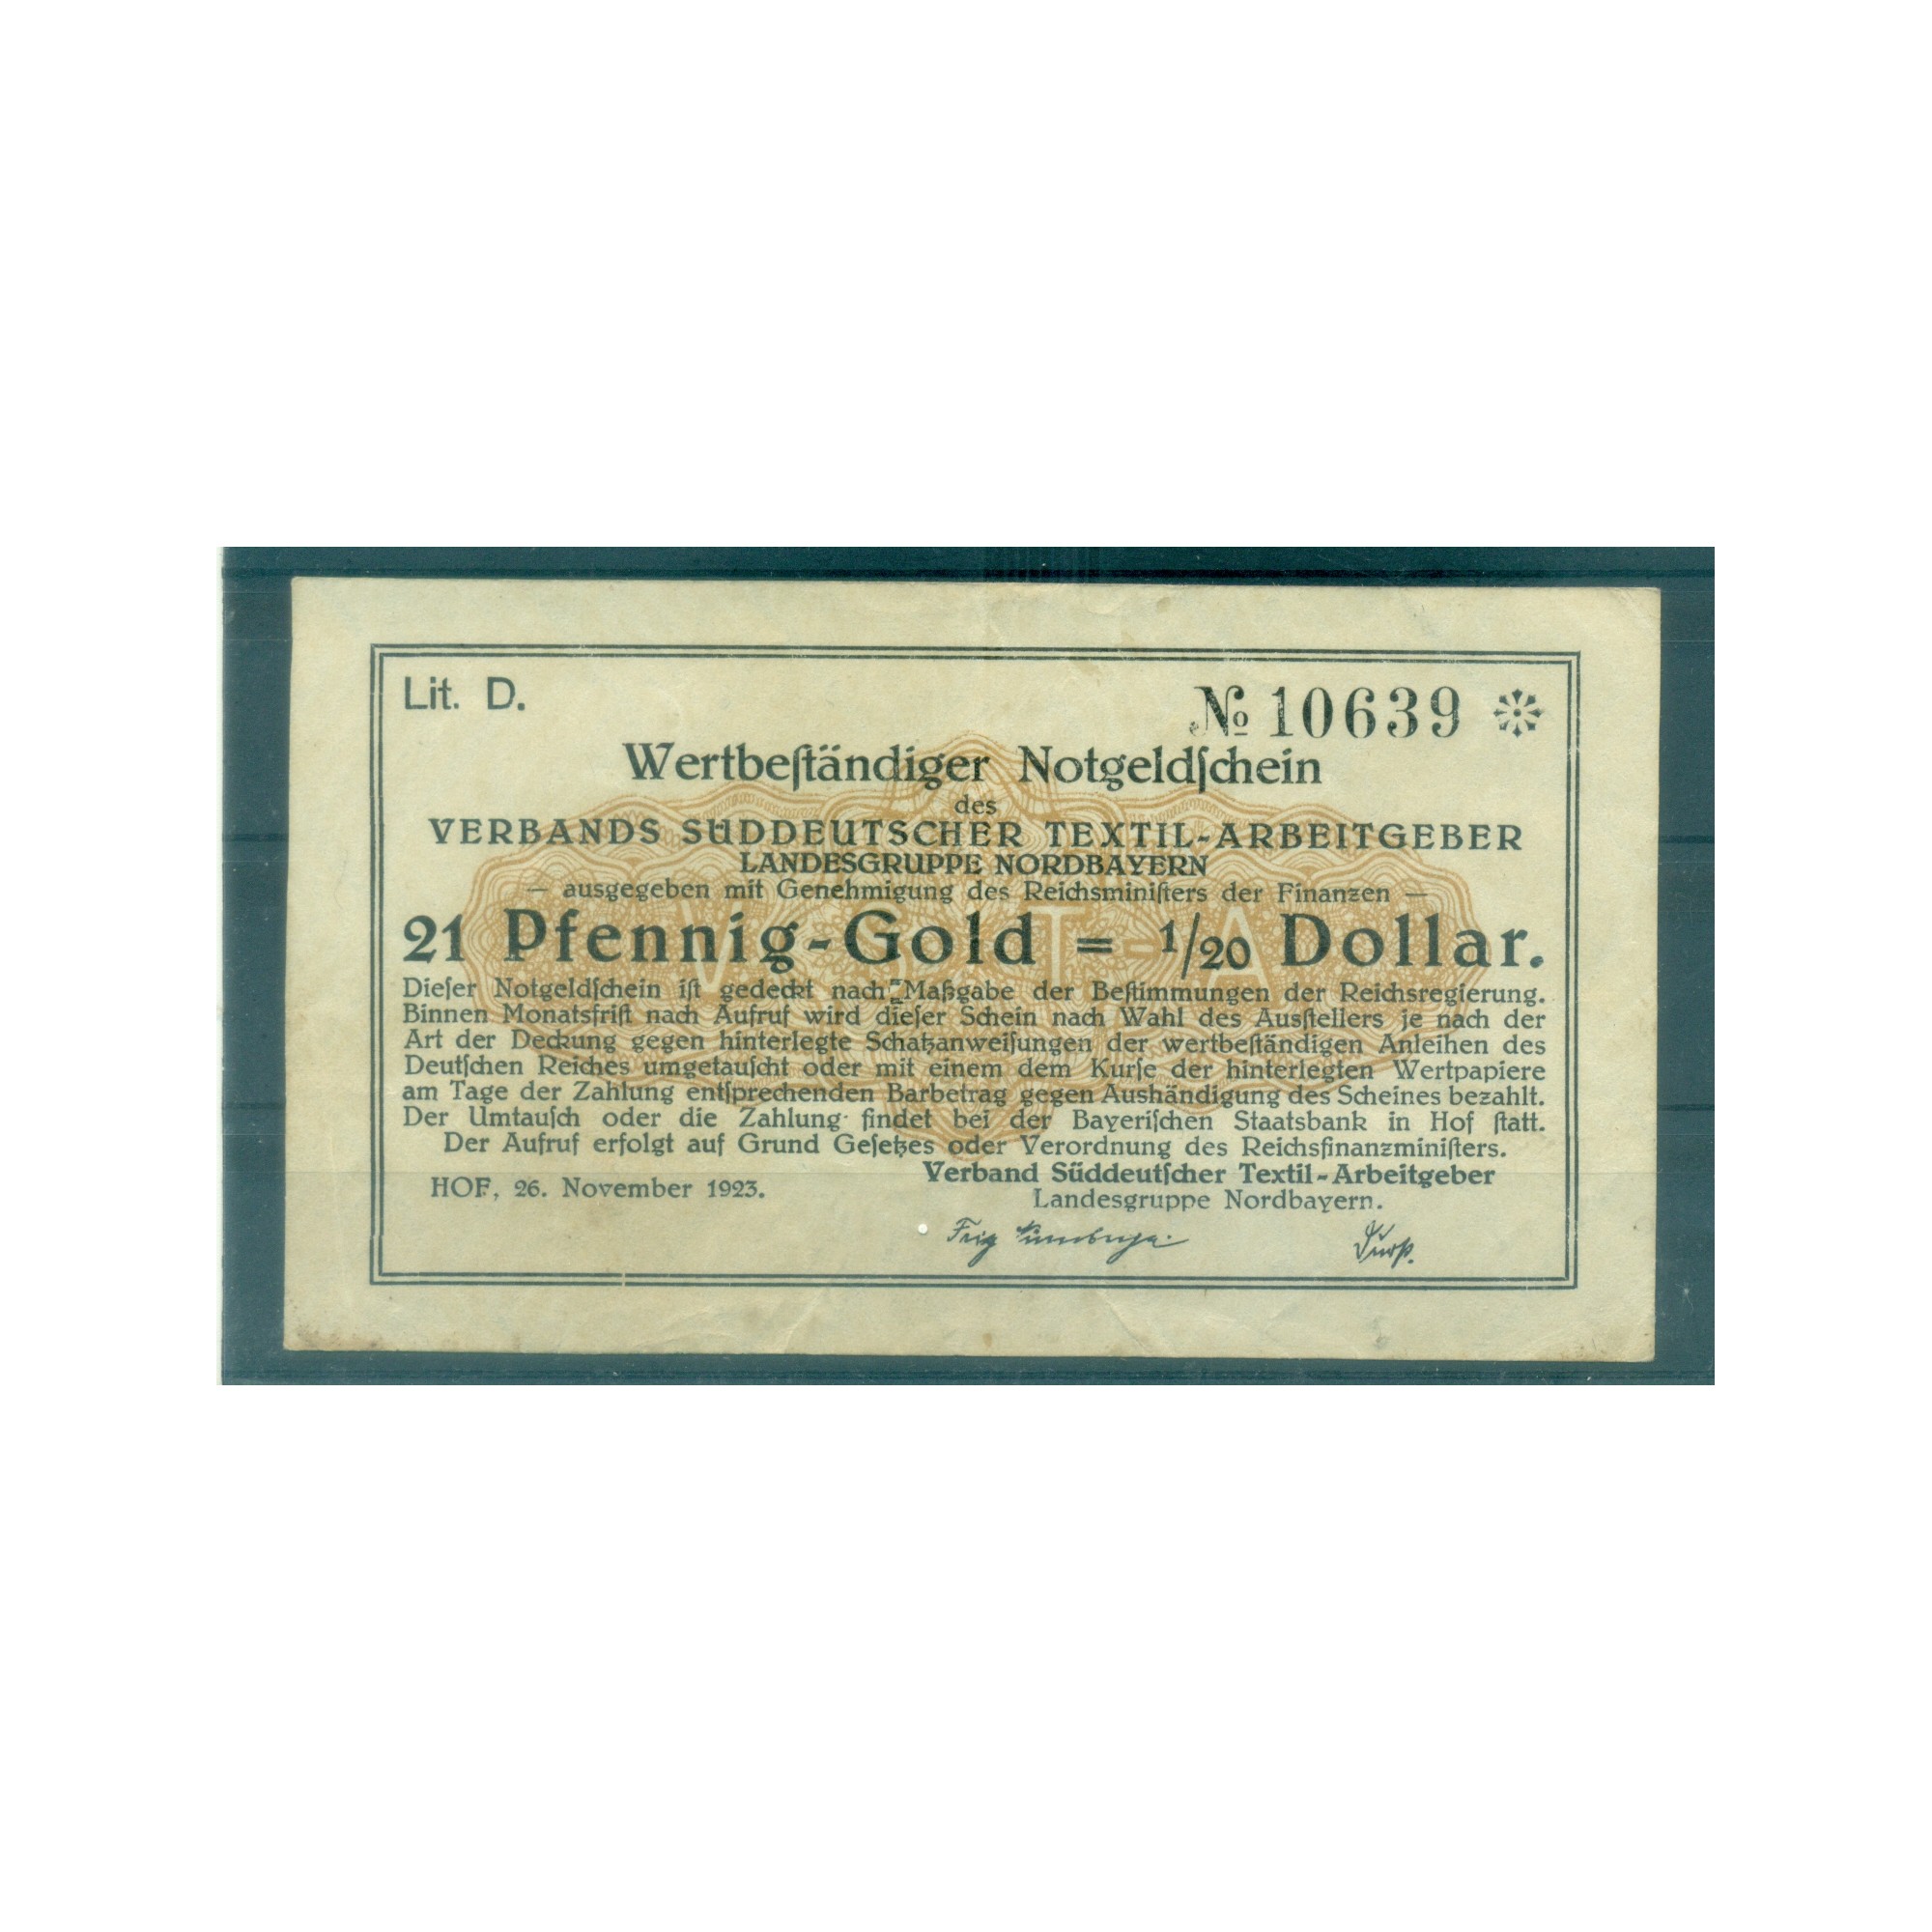 Lit. D.
№ 10639
Wertbeſtändiger Notgeldſchein
des
VERBANDS SÜDDEUTSCHER TEXTIL-ARBEITGEBER
LANDESGRUPPE NORDBAYERN
— ausgegeben mit Genehmigung des Reichsminiſters der Finanzen —
21 Pfennig-Gold = 1/20 Dollar.
Dieſer Notgeldſchein iſt gedeckt nach Maßgabe der Beſtimmungen der Reichsregierung.
Binnen Monatsfriſt nach Aufruf wird dieſer Schein nach Wahl des Ausſtellers je nach der
Art der Deckung gegen hinterlegte Schatzanweiſungen der wertbeſtändigen Anleihen des
Deutſchen Reiches umgetauſcht oder mit einem dem Kurſe der hinterlegten Wertpapiere
am Tage der Zahlung entſprechenden Barbetrag gegen Aushändigung des Scheines bezahlt.
Der Umtauſch oder die Zahlung findet bei der Bayeriſchen Staatsbank in Hof ſtatt.
Der Aufruf erfolgt auf Grund Geſetzes oder Verordnung des Reichsfinanzminiſters.
Verband Süddeutſcher Textil-Arbeitgeber
HOF, 26. November 1923.
Landesgruppe Nordbayern.